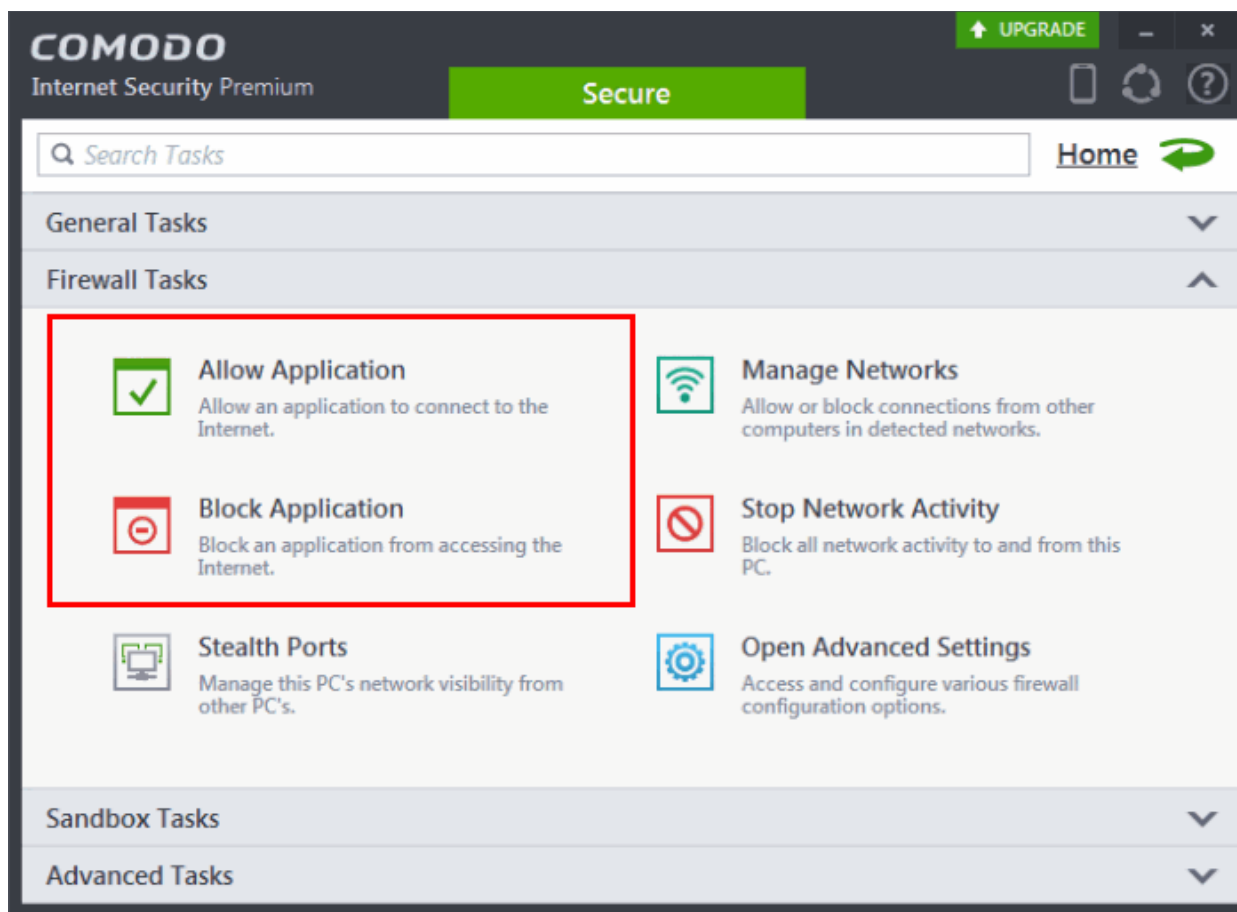 COMODO
Internet Security Premium
UPGRADE
Secure
Search Tasks
Home
General Tasks
Firewall Tasks
Allow Application
Allow an application to connect to the
Internet.
Manage Networks
Allow or block connections from other
computers in detected networks.
Block Application
Block an application from accessing the
Internet.
Stop Network Activity
Block all network activity to and from this
PC.
Stealth Ports
Manage this PC's network visibility from
other PC's.
Open Advanced Settings
Access and configure various firewall
configuration options.
Sandbox Tasks
Advanced Tasks